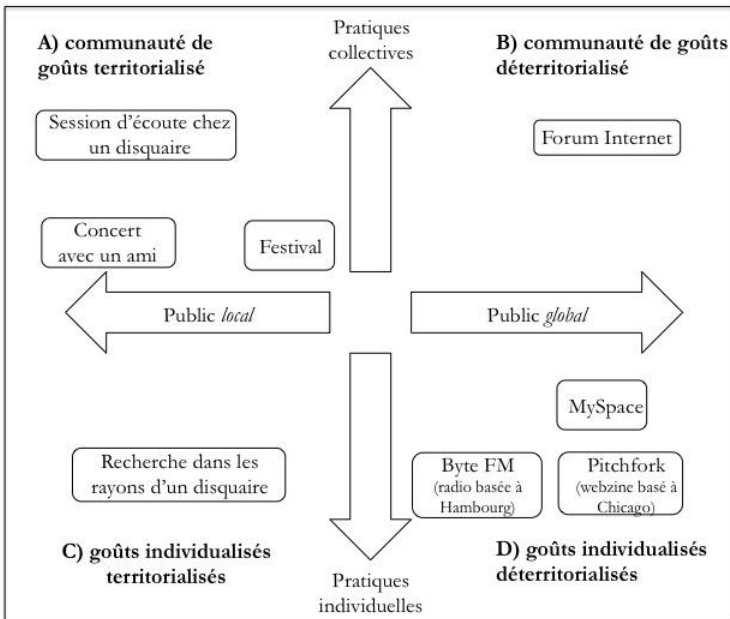 A) communauté de
goûts territorialisé
Pratiques
collectives
B) communauté de goûts
déterritorialisé
Session d'écoute chez
un disquaire
Forum Internet
Concert
avec un ami
Festival
Public local
Public global
MySpace
Recherche dans les
rayons d'un disquaire
Byte FM
(radio basée à
Hambourg)
Pitchfork
(webzine basé à
Chicago)
C) goûts individualisés
territorialisés
D) goûts individualisés
déterritorialisés
Pratiques
individuelles